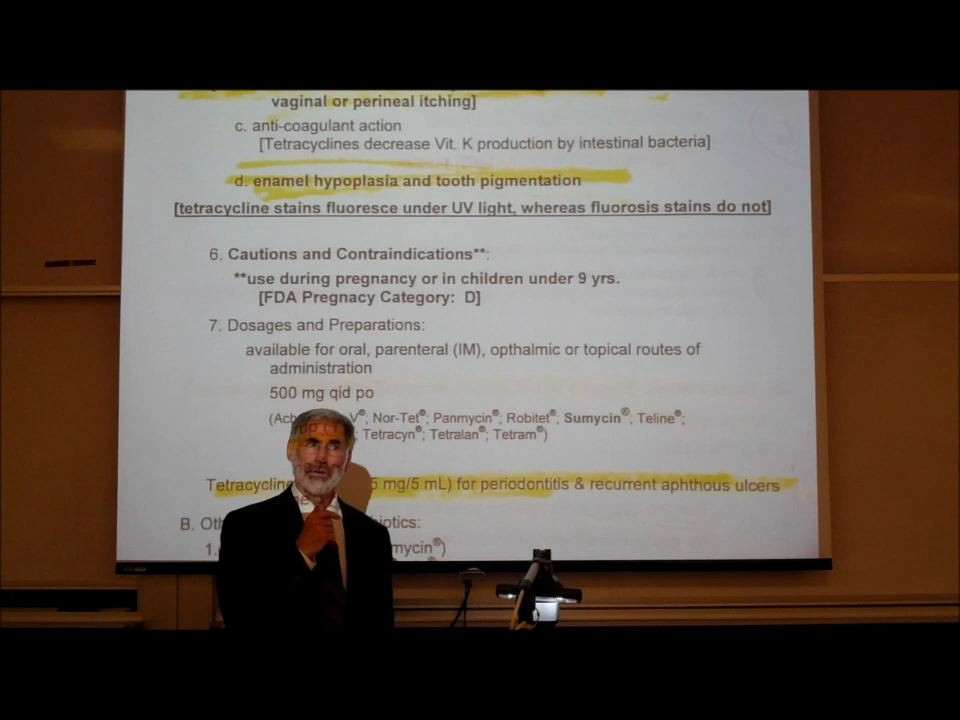 vaginal or perineal itching]
c. anti-coagulant action
[Tetracyclines decrease Vit. K production by intestinal bacteria]
d. enamel hypoplasia and tooth pigmentation
[tetracycline stains fluoresce under UV light, whereas fluorosis stains do not]
6. Cautions and Contraindications**:
**use during pregnancy or in children under 9 yrs.
[FDA Pregnacy Category: D]
7. Dosages and Preparations:
available for oral, parenteral (IM), opthalmic or topical routes of
administration
500 mg qid po
V®; Nor-Tet®; Panmycin®; Robitet®; Sumycin®; Teline®;
Tetracyn®; Tetralan®; Tetram®)
Tetracycline 5 mg/5 mL) for periodontitis & recurrent aphthous ulcers
B.
1.